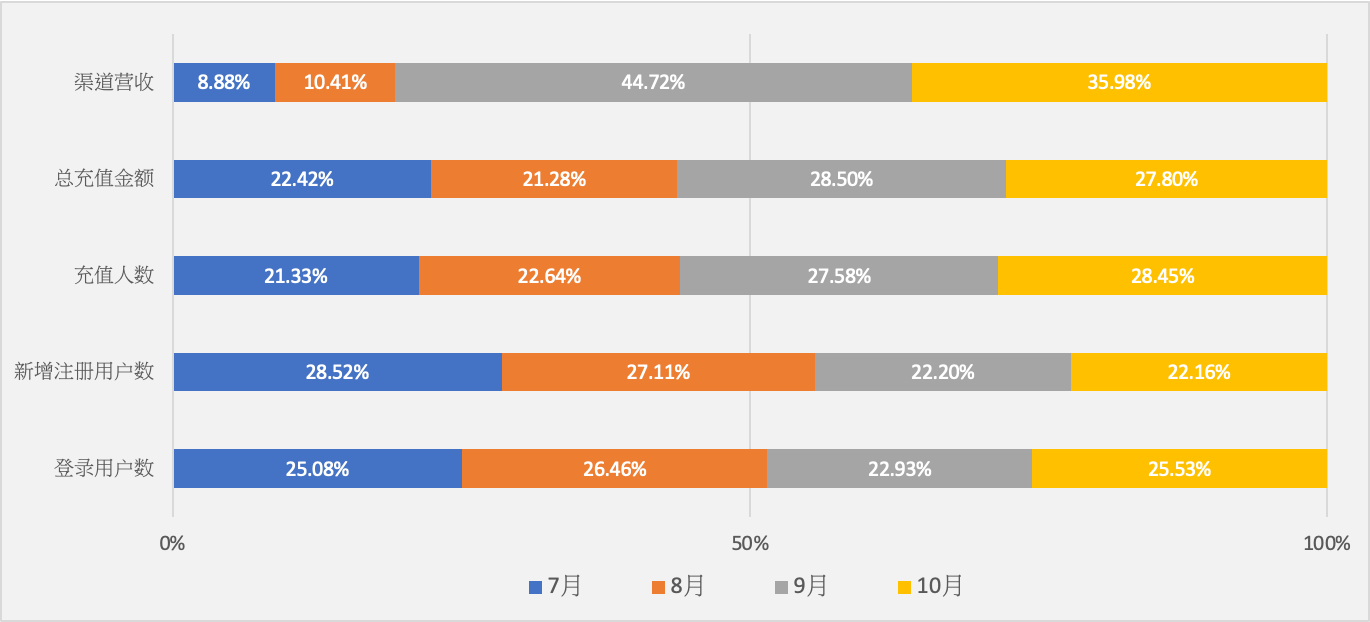 渠道营收 8.88% 10.41% 44.72% 35.98%
总充值金额 22.42% 21.28% 28.50% 27.80%
充值人数 21.33% 22.64% 27.58% 28.45%
新增注册用户数 28.52% 27.11% 22.20% 22.16%
登录用户数 25.08% 26.46% 22.93% 25.53%
0% 50% 100%
7月 8月 9月 10月